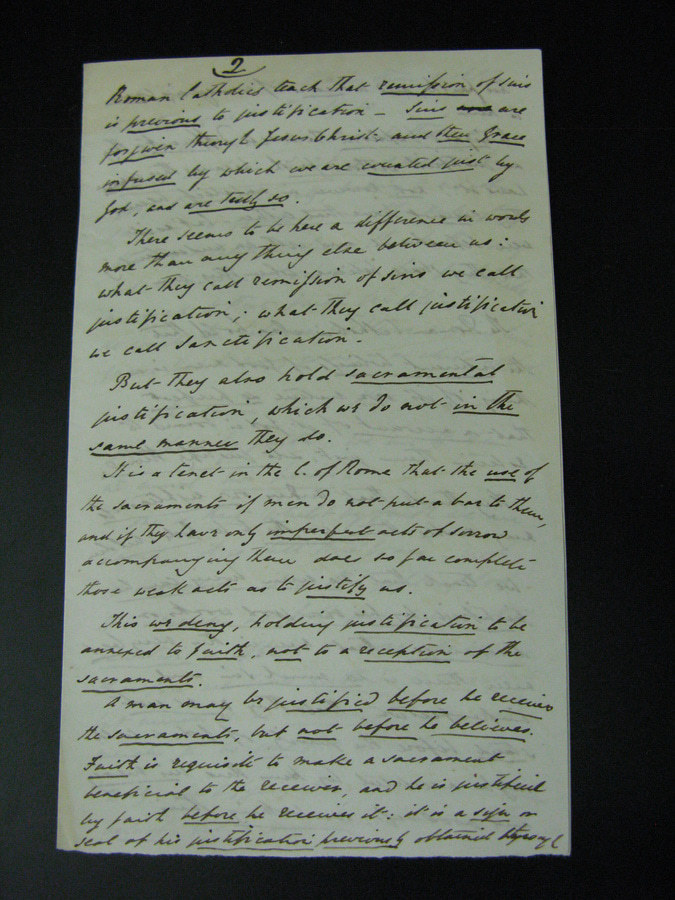 2
Roman Catholics teach that remission of sins
is previous to justification – Sins are are
forgiven through Jesus Christ, and then Grace
infused by which we are counted just by
God, and are truly so.
There seems to be here a difference in words
more than any thing else between us:
what they call remission of sins we call
justification; what they call justification
we call Sanctification.
But they also hold sacramental
justification, which we do not in the
same manner they do.
It is a tenet in the C. of Rome that the use of
the sacraments if men do not put a bar to them,
and if they have only imperfect acts of sorrow
accompanying them does so far complete
those weak acts as to justify us.
This we deny, holding justification to be
annexed to faith, not to a reception of the
sacraments.
A man may be justified before he receives
the sacraments, but not before he believes.
Faith is requisite to make a sacrament
beneficial to the receiver, and he is justified
by faith before he receives it: it is a sign or
seal of his justification previously obtained through